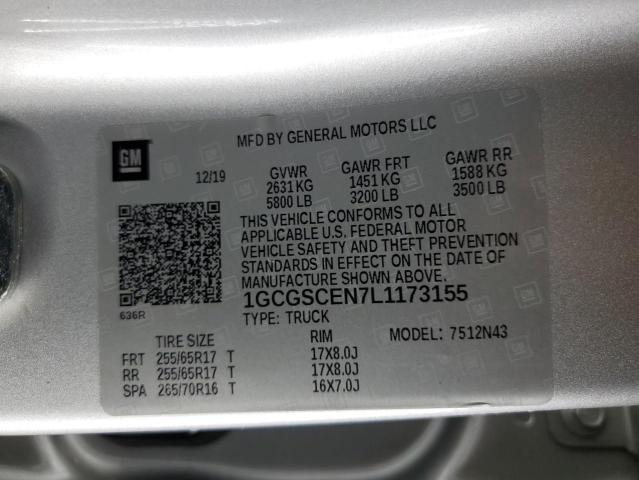 GM
MFD BY GENERAL MOTORS LLC
12/19
GVWR GAWR FRT GAWR RR
2631 KG 1451 KG 1588 KG
5800 LB 3200 LB 3500 LB
THIS VEHICLE CONFORMS TO ALL
APPLICABLE U.S. FEDERAL MOTOR
VEHICLE SAFETY AND THEFT PREVENTION
STANDARDS IN EFFECT ON THE DATE OF
MANUFACTURE SHOWN ABOVE.
1GCGSCEN7L1173155
636R
TYPE: TRUCK
MODEL: 7512N43
TIRE SIZE RIM
FRT 255/65R17 T 17X8.0J
RR 255/65R17 T 17X8.0J
SPA 265/70R16 T 16X7.0J